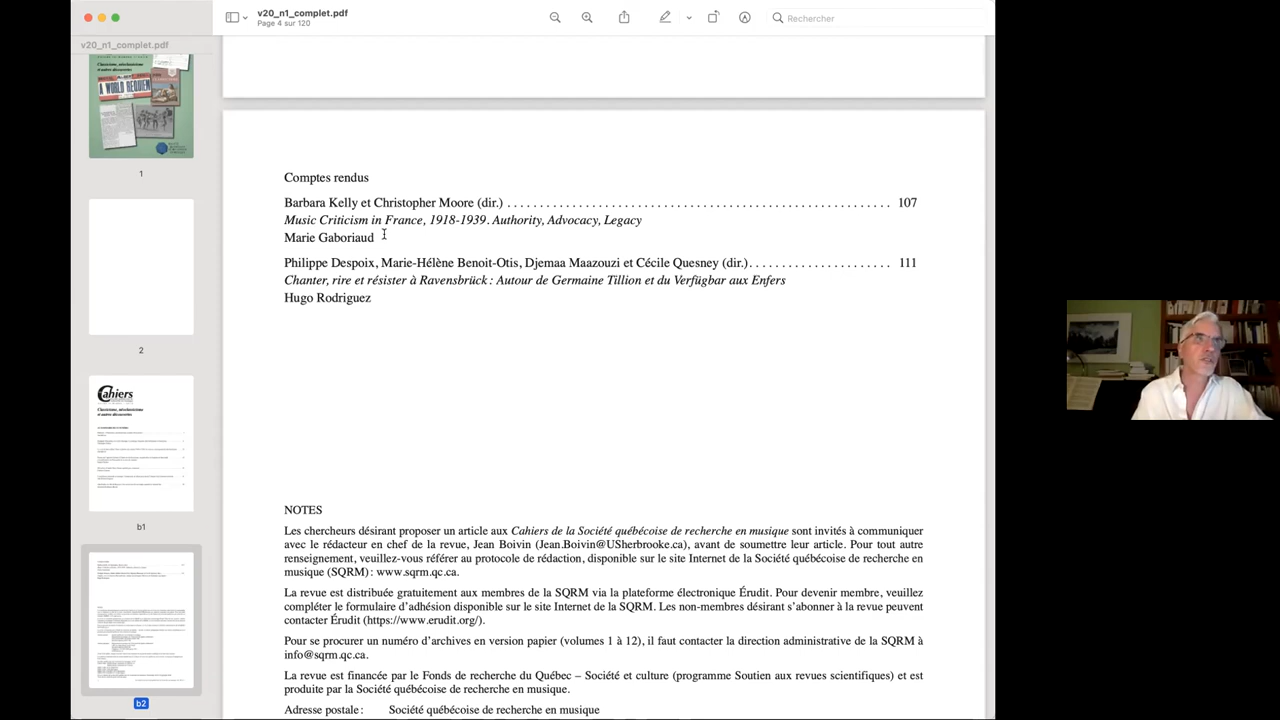 v20_n1_complet.pdf
Page 4 sur 120
Rechercher
v20_n1_complet.pdf
Classicisme, néoclassicisme
et autres découvertes
A WORLD REQUIEM
1
2
Cahiers
Classicisme, néoclassicisme
et autres découvertes
b1
b2
Comptes rendus
Barbara Kelly et Christopher Moore (dir.) . . . . . . . . . . . . . . . . . . . . . . . . . . . . . . . . . . . . . . . . . . . . . . . . . . . . . . . . . . . . . . 107
Music Criticism in France, 1918-1939. Authority, Advocacy, Legacy
Marie Gaboriaud
Philippe Despoix, Marie-Hélène Benoit-Otis, Djemaa Maazouzi et Cécile Quesney (dir.). . . . . . . . . . . . . . . . . . . . . . . 111
Chanter, rire et résister à Ravensbrück : Autour de Germaine Tillion et du Verfügbar aux Enfers
Hugo Rodriguez
NOTES
Les chercheurs désirant proposer un article aux Cahiers de la Société québécoise de recherche en musique sont invités à communiquer
avec le rédacteur en chef de la revue, Jean Boivin (Jean.Boivin@USherbrooke.ca), avant de soumettre leur article. Pour tout autre
renseignement, veuillez-vous référer au protocole de rédaction, disponible sur le site Internet de la Société québécoise de recherche en
musique (SQRM) : www.sqrm.qc.ca.
La revue est distribuée gratuitement aux membres de la SQRM via la plateforme électronique Érudit. Pour devenir membre, veuillez
compléter le formulaire d'adhésion disponible sur le site Internet de la SQRM. Les non-membres désirant s'abonner à la revue peuvent
contacter Érudit (https://www.erudit.org/).
Pour se procurer un numéro d'archives en version papier (volumes 1 à 12), il faut contacter la direction administrative de la SQRM à
info@sqrm.qc.ca.
La revue est financée par le Fonds de recherche du Québec – Société et culture (programme Soutien aux revues scientifiques) et est
produite par la Société québécoise de recherche en musique.
Adresse postale : Société québécoise de recherche en musique